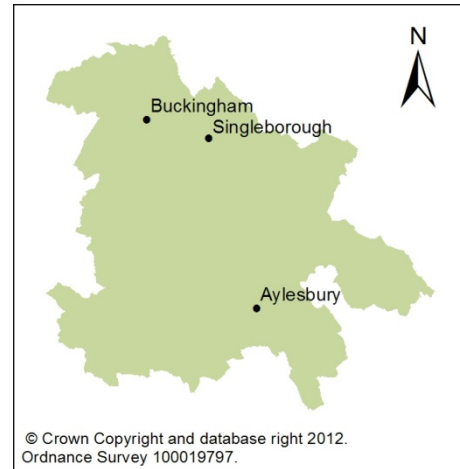 N
Buckingham
Singleborough
Aylesbury
© Crown Copyright and database right 2012.
Ordnance Survey 100019797.